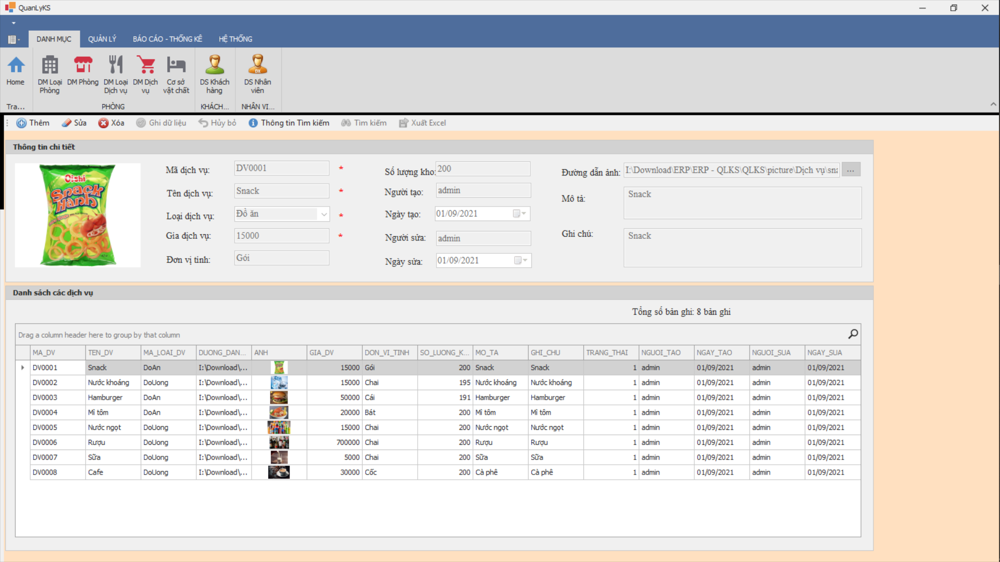 QuanLyKS
DANH MỤC QUẢN LÝ BÁO CÁO - THỐNG KÊ HỆ THỐNG
Home DM Loại Phòng DM Phòng DM Loại Dịch vụ DM Dịch vụ Cơ sở vật chất DS Khách hàng DS Nhân viên
Tra... PHÒNG KHÁCH... NHÂN VI...
Thêm Sửa Xóa Ghi dữ liệu Hủy bỏ Thông tin Tìm kiếm Tìm kiếm Xuất Excel
Thông tin chi tiết
Oishi
Snack
Hành
Mã dịch vụ: DV0001 *
Tên dịch vụ: Snack *
Loại dịch vụ: Đồ ăn *
Gía dịch vụ: 15000 *
Đơn vị tinh: Gói
Số lượng kho: 200
Người tạo: admin
Ngày tạo: 01/09/2021
Người sửa: admin
Ngày sửa: 01/09/2021
Đường dẫn ảnh: I:\Download\ERP\ERP - QLKS\QLKS\picture\Dịch vụ\sna ...
Mô tả: Snack
Ghi chú: Snack
Danh sách các dịch vụ
Tổng số bản ghi: 8 bản ghi
Drag a column header here to group by that column
MA_DV TEN_DV MA_LOAI_DV DUONG_DAN... ANH GIA_DV DON_VI_TINH SO_LUONG_K... MO_TA GHI_CHU TRANG_THAI NGUOI_TAO NGAY_TAO NGUOI_SUA NGAY_SUA
DV0001 Snack DoAn I:\Download\... 15000 Gói 200 Snack Snack 1 admin 01/09/2021 admin 01/09/2021
DV0002 Nước khoáng DoUong I:\Download\... 15000 Chai 195 Nước khoáng Nước khoáng 1 admin 01/09/2021 admin 01/09/2021
DV0003 Hamburger DoAn I:\Download\... 50000 Cái 191 Hamburger Hamburger 1 admin 01/09/2021 admin 01/09/2021
DV0004 Mì tôm DoAn I:\Download\... 20000 Bát 200 Mì tôm Mì tôm 1 admin 01/09/2021 admin 01/09/2021
DV0005 Nước ngọt DoUong I:\Download\... 15000 Chai 200 Nước ngọt Nước ngọt 1 admin 01/09/2021 admin 01/09/2021
DV0006 Rượu DoUong I:\Download\... 700000 Chai 200 Rượu Rượu 1 admin 01/09/2021 admin 01/09/2021
DV0007 Sữa DoUong I:\Download\... 5000 Chai 200 Sữa Sữa 1 admin 01/09/2021 admin 01/09/2021
DV0008 Cafe DoUong I:\Download\... 30000 Cốc 200 Cà phê Cà phê 1 admin 01/09/2021 admin 01/09/2021